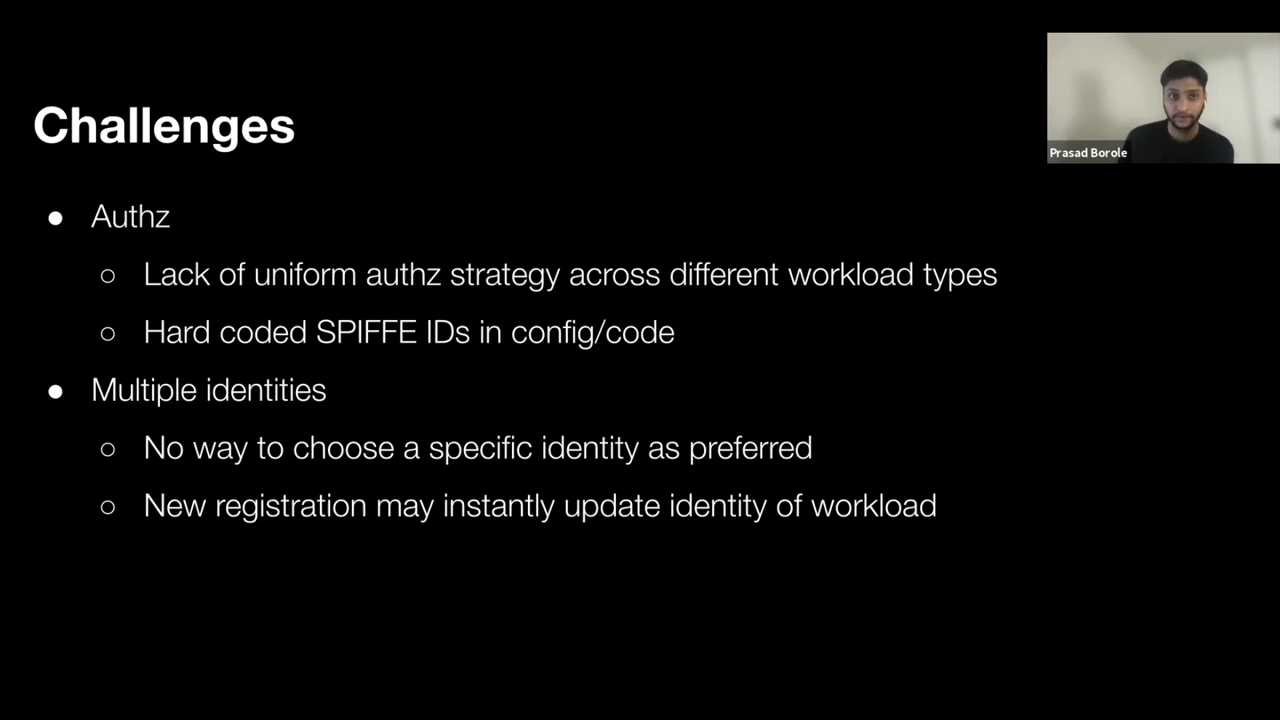 Challenges
Prasad Borole
● Authz
○ Lack of uniform authz strategy across different workload types
○ Hard coded SPIFFE IDs in config/code
● Multiple identities
○ No way to choose a specific identity as preferred
○ New registration may instantly update identity of workload